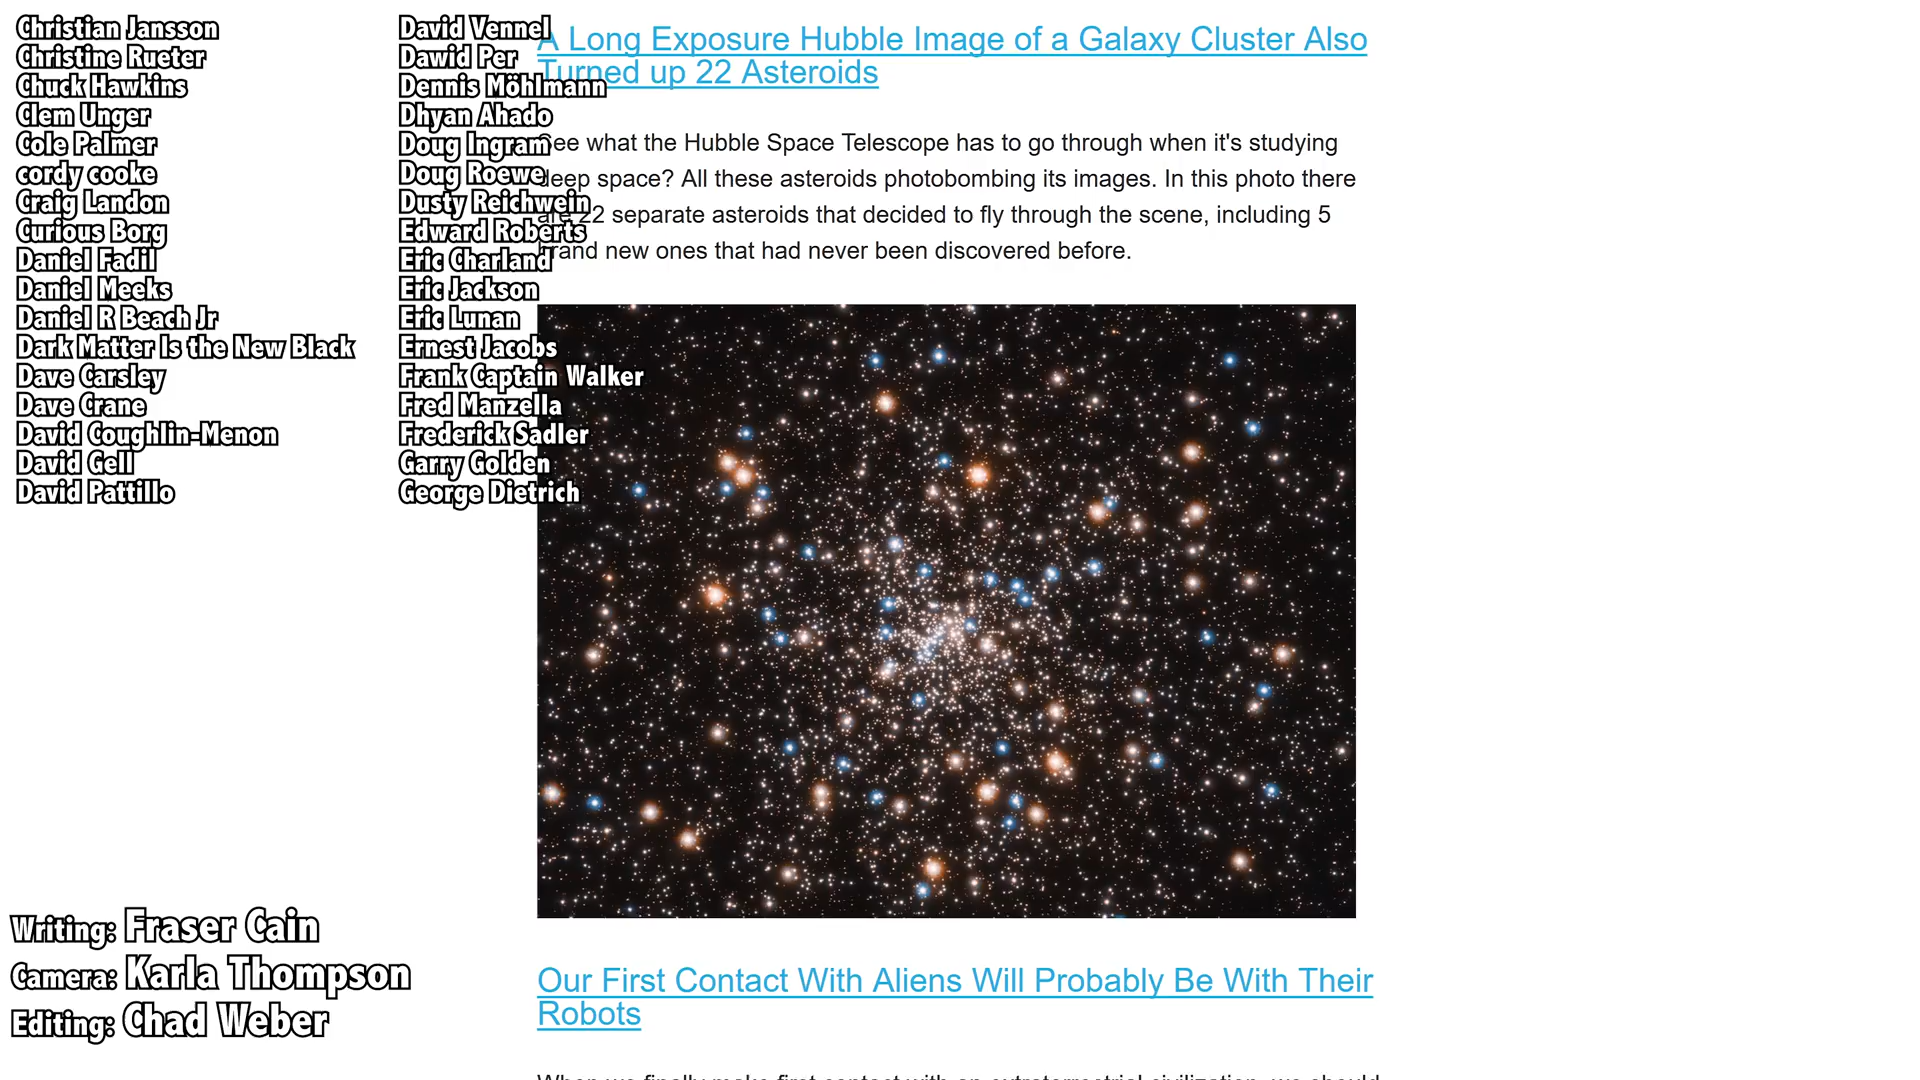 Christian Jansson
Christine Rueter
Chuck Hawkins
Clem Unger
Cole Palmer
cordy cooke
Craig Landon
Curious Borg
Daniel Fadil
Daniel Meeks
Daniel R Beach Jr
Dark Matter Is the New Black
Dave Carsley
Dave Crane
David Coughlin-Menon
David Gell
David Pattillo
David Vennel
Dawid Per
Dennis Möhlmann
Dhyan Ahado
Doug Ingram
Doug Roewe
Dusty Reichwein
Edward Roberts
Eric Charland
Eric Jackson
Eric Lunan
Ernest Jacobs
Frank Captain Walker
Fred Manzella
Frederick Sadler
Garry Golden
George Dietrich
A Long Exposure Hubble Image of a Galaxy Cluster Also
Turned up 22 Asteroids
See what the Hubble Space Telescope has to go through when it's studying
deep space? All these asteroids photobombing its images. In this photo there
are 22 separate asteroids that decided to fly through the scene, including 5
brand new ones that had never been discovered before.
Our First Contact With Aliens Will Probably Be With Their
Robots
When we finally make first contact with an extraterrestrial civilization, we should
Writing: Fraser Cain
Camera: Karla Thompson
Editing: Chad Weber